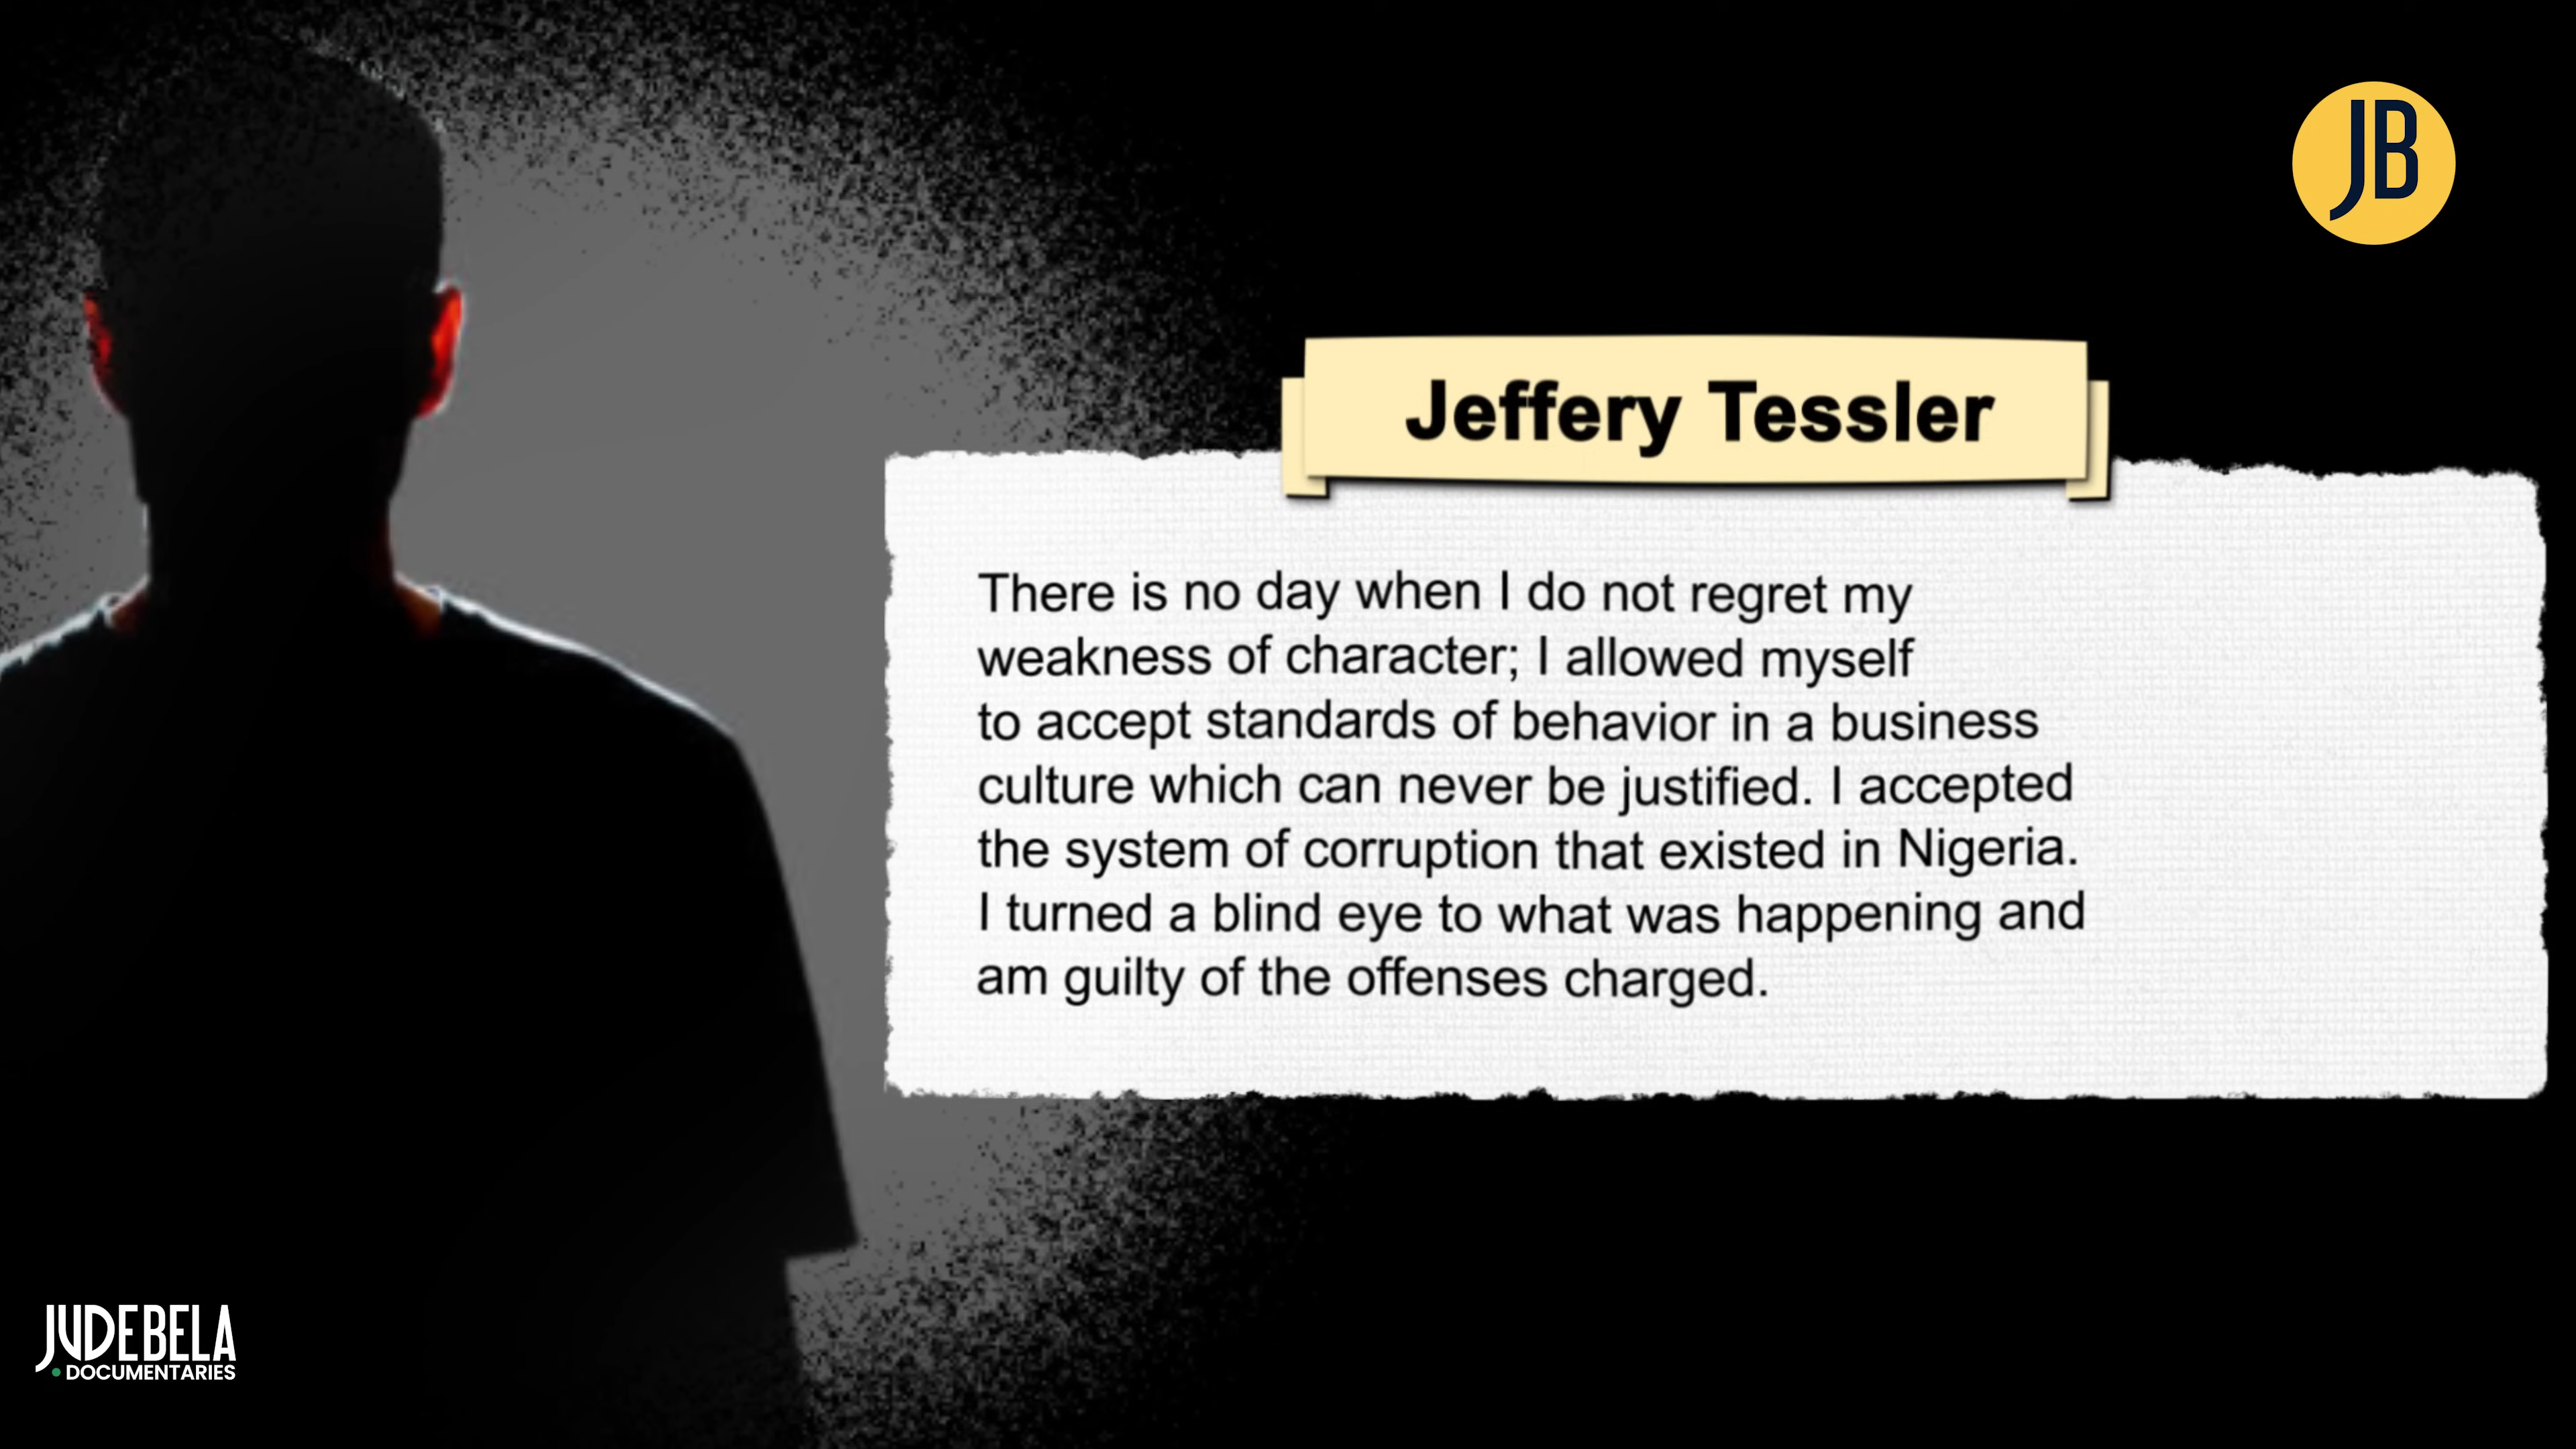 JB
Jeffery Tessler
There is no day when I do not regret my
weakness of character; I allowed myself
to accept standards of behavior in a business
culture which can never be justified. I accepted
the system of corruption that existed in Nigeria.
I turned a blind eye to what was happening and
am guilty of the offenses charged.
JUDEBELA
DOCUMENTARIES